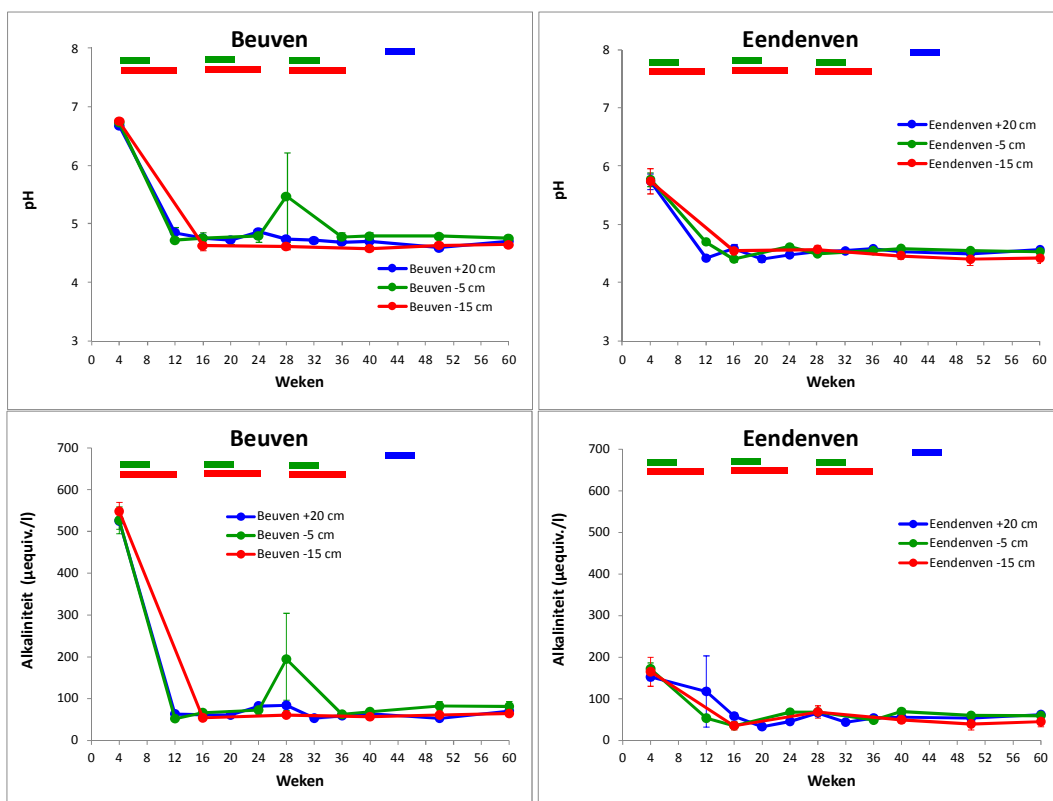 Beuven
8
7
6
5
4
3
pH
0 4 8 12 16 20 24 28 32 36 40 44 48 52 56 60
Weken
Beuven +20 cm
Beuven -5 cm
Beuven -15 cm
Eendenven
8
7
6
5
4
3
pH
0 4 8 12 16 20 24 28 32 36 40 44 48 52 56 60
Weken
Eendenven +20 cm
Eendenven -5 cm
Eendenven -15 cm
Beuven
700
600
500
400
300
200
100
0
Alkaliniteit (µequiv./l)
0 4 8 12 16 20 24 28 32 36 40 44 48 52 56 60
Weken
Beuven +20 cm
Beuven -5 cm
Beuven -15 cm
Eendenven
700
600
500
400
300
200
100
0
Alkaliniteit (µequiv./l)
0 4 8 12 16 20 24 28 32 36 40 44 48 52 56 60
Weken
Eendenven +20 cm
Eendenven -5 cm
Eendenven -15 cm